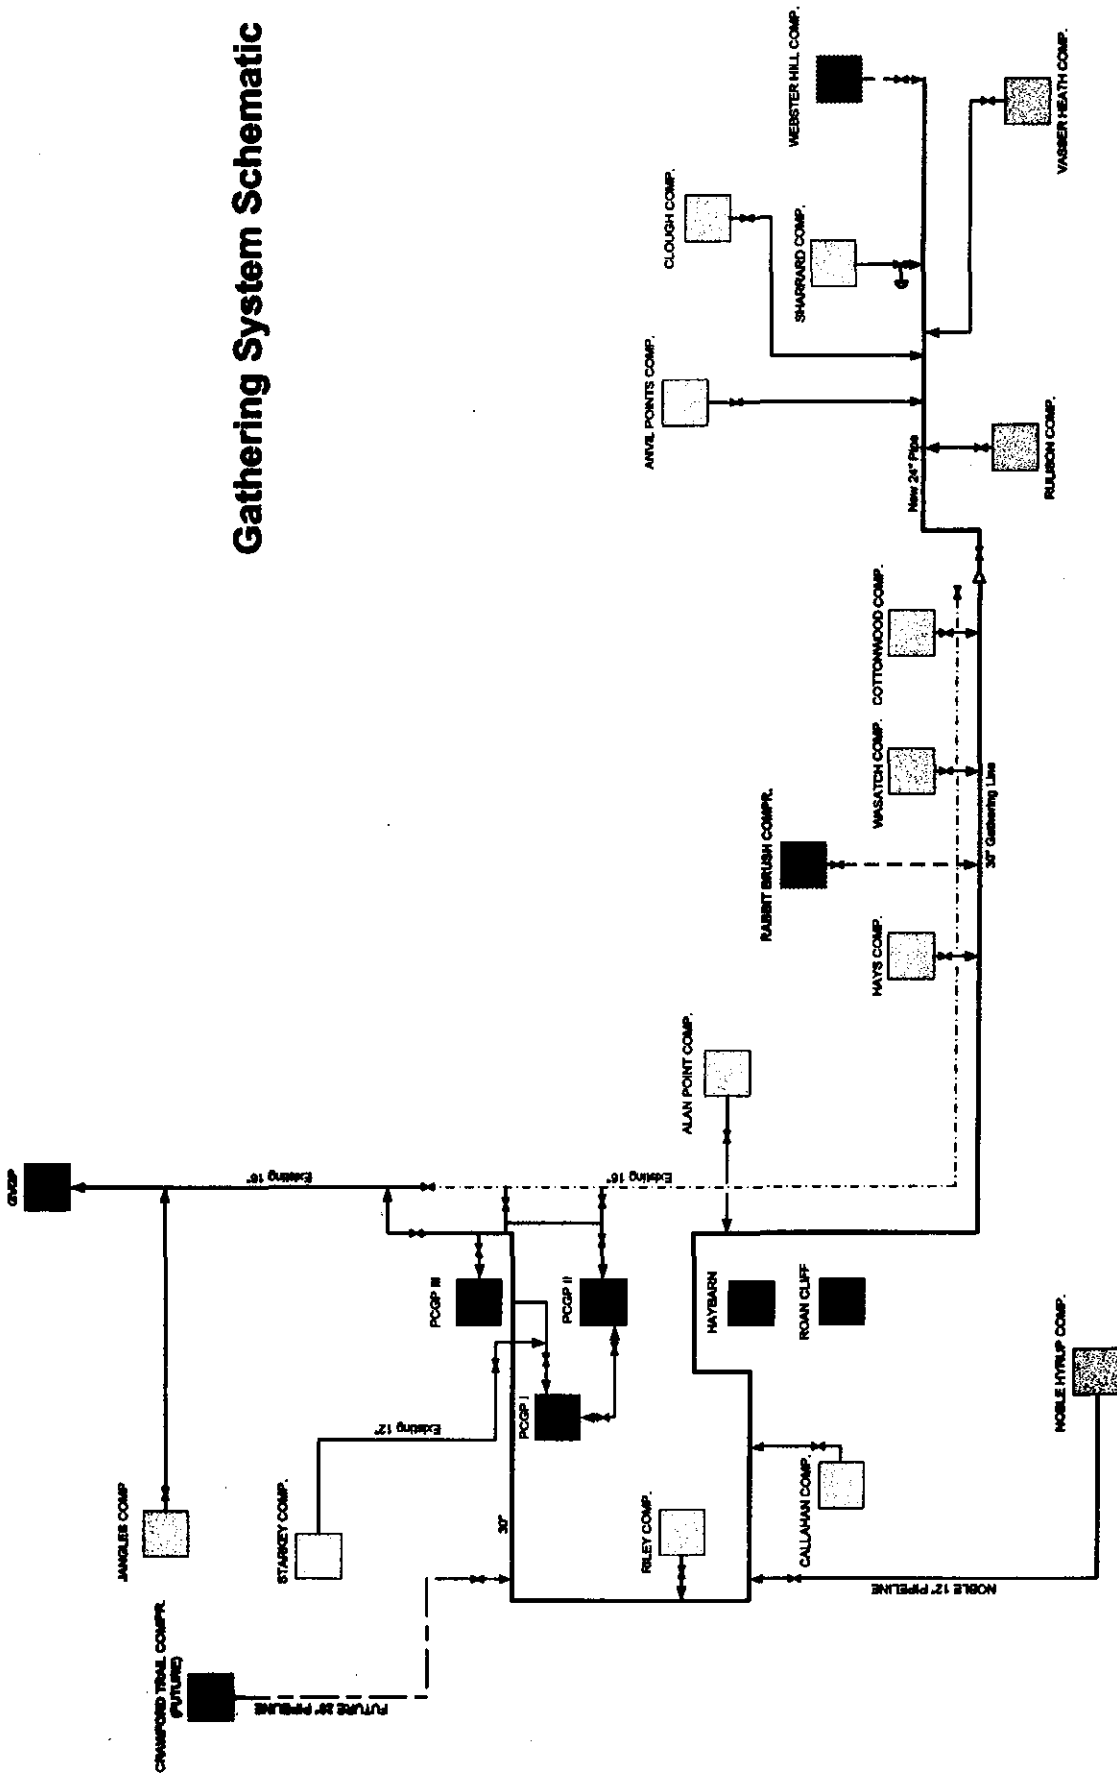 Gathering System Schematic
CRAWFORD TRAIL COMPR.
(FUTURE)
FUTURE 20" PIPELINE
JANGLES COMP
STARKEY COMP.
Existing 12"
30"
Existing 16"
PCGP III
PCGP I
PCGP II
Existing 16"
RILEY COMP.
CALLAHAN COMP.
NOBLE 12" PIPELINE
NOBLE HYRUP COMP.
HAYBARN
ROAN CLIFF
ALAN POINT COMP.
HAYS COMP.
RABBIT BRUSH COMPR.
WASATCH COMP.
COTTONWOOD COMP.
30" Gathering Line
New 24" Pipe
ANVIL POINTS COMP.
RULISON COMP.
CLOUGH COMP.
SHARRARD COMP.
WEBSTER HILL COMP.
VASSER HEATH COMP.